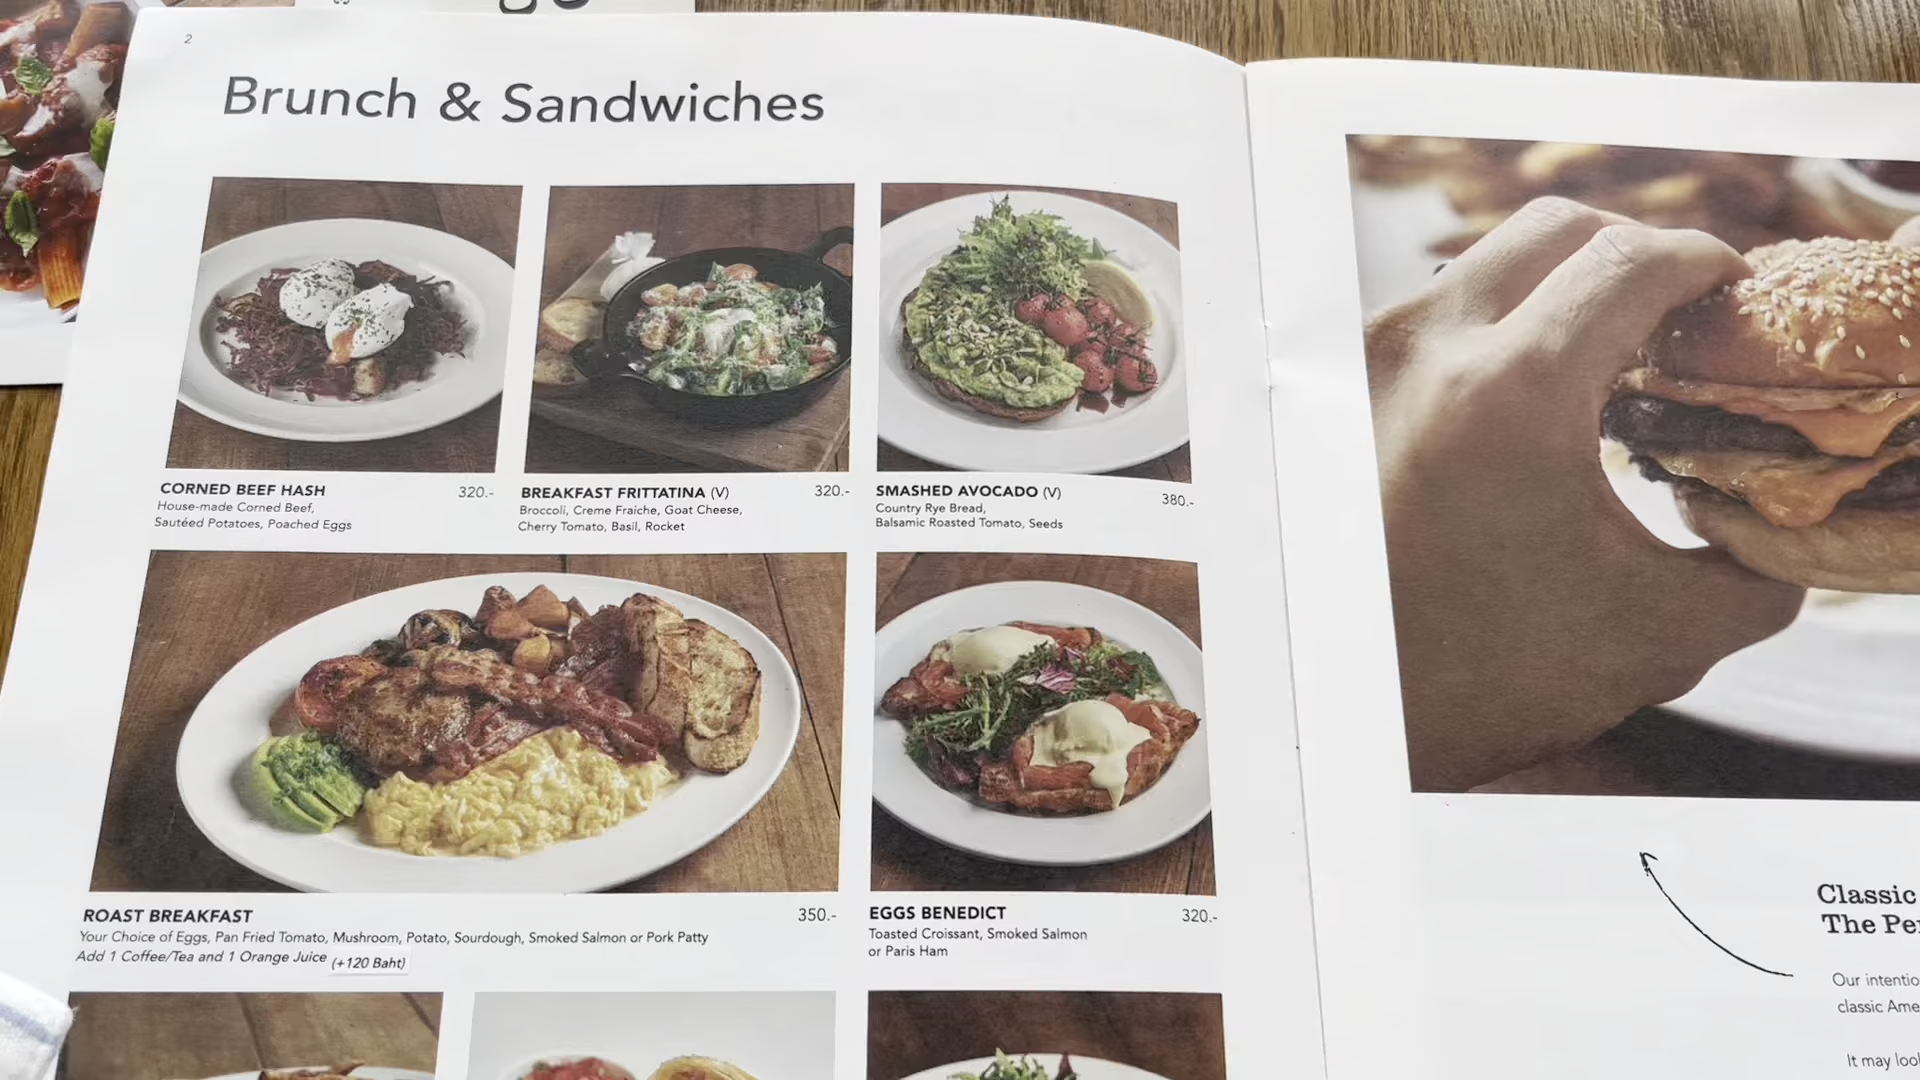 2
Brunch & Sandwiches
CORNED BEEF HASH 320.-
House-made Corned Beef,
Sautéed Potatoes, Poached Eggs
BREAKFAST FRITTATINA (V) 320.-
Broccoli, Creme Fraiche, Goat Cheese,
Cherry Tomato, Basil, Rocket
SMASHED AVOCADO (V) 380.-
Country Rye Bread,
Balsamic Roasted Tomato, Seeds
ROAST BREAKFAST 350.-
Your Choice of Eggs, Pan Fried Tomato, Mushroom, Potato, Sourdough, Smoked Salmon or Pork Patty
Add 1 Coffee/Tea and 1 Orange Juice (+120 Baht)
EGGS BENEDICT 320.-
Toasted Croissant, Smoked Salmon
or Paris Ham
Classic
The
Our
classic
It may